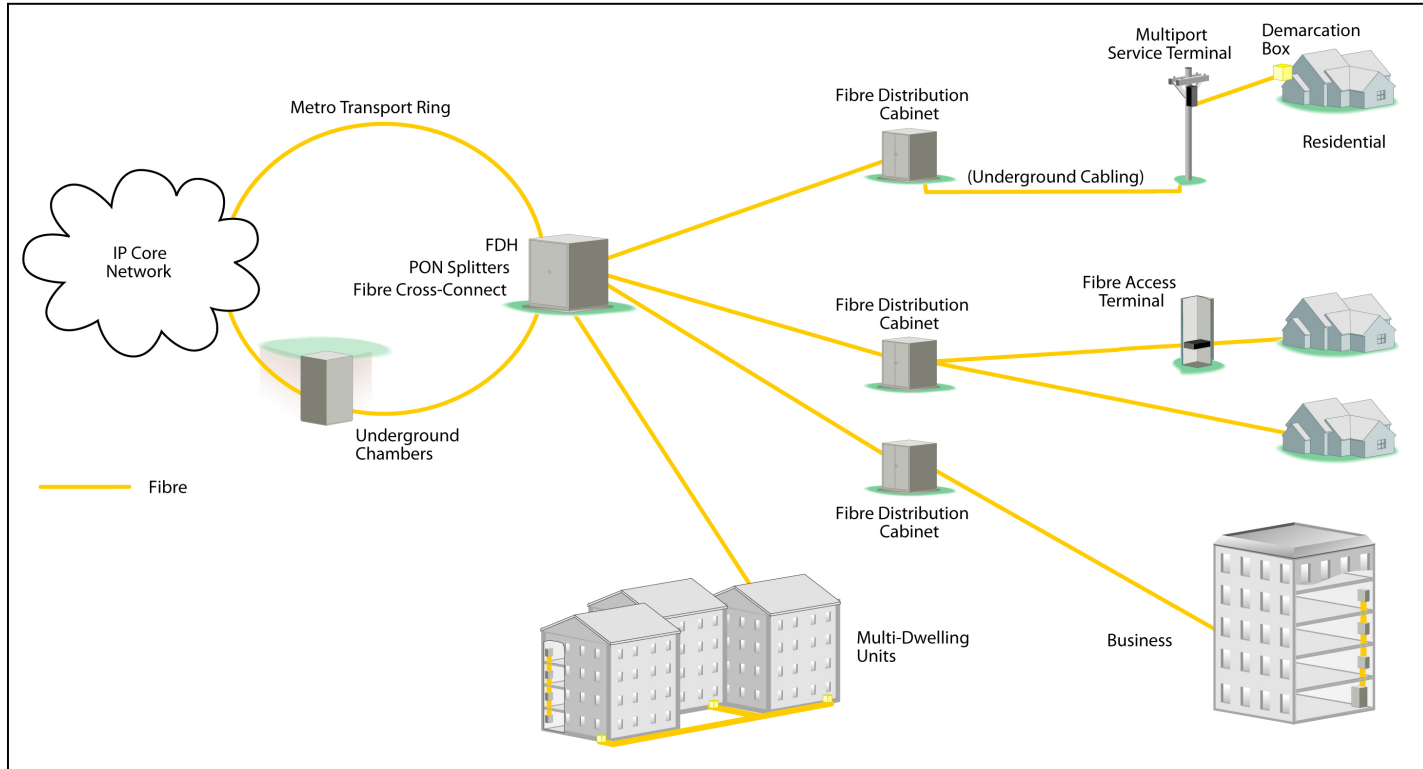 Metro Transport Ring
IP Core
Network
FDH
PON Splitters
Fibre Cross-Connect
Underground
Chambers
Fibre
Fibre Distribution
Cabinet
(Underground Cabling)
Multiport
Service Terminal
Demarcation
Box
Residential
Fibre Distribution
Cabinet
Fibre Access
Terminal
Fibre Distribution
Cabinet
Multi-Dwelling
Units
Business